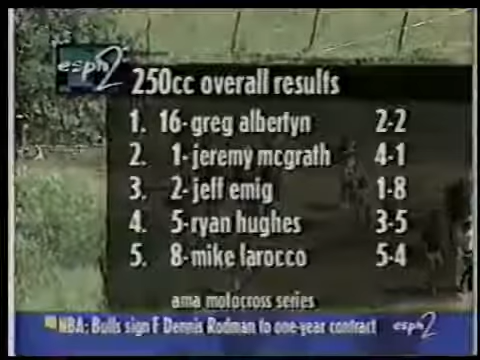 espn2
250cc overall results
1. 16-greg albertyn 2-2
2. 1-jeremy mcgrath 4-1
3. 2-jeff emig 1-8
4. 5-ryan hughes 3-5
5. 8-mike larocco 5-4
ama motocross series
NBA: Bulls sign F Dennis Rodman to one-year contract espn2